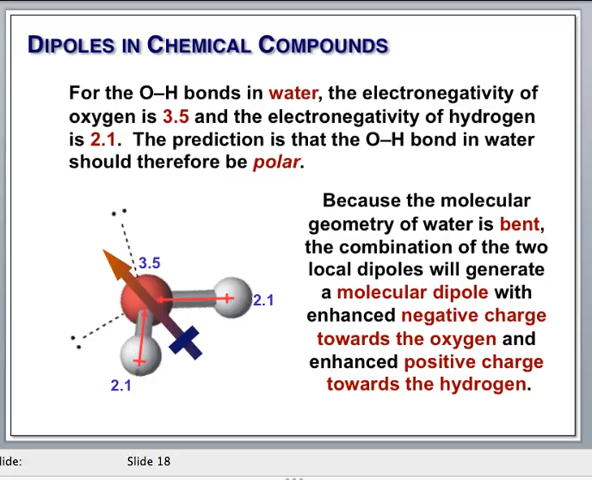 DIPOLES IN CHEMICAL COMPOUNDS
For the O–H bonds in water, the electronegativity of
oxygen is 3.5 and the electronegativity of hydrogen
is 2.1. The prediction is that the O–H bond in water
should therefore be polar.
Because the molecular
geometry of water is bent,
the combination of the two
local dipoles will generate
a molecular dipole with
enhanced negative charge
towards the oxygen and
enhanced positive charge
towards the hydrogen.
3.5
2.1
2.1
lide:
Slide 18